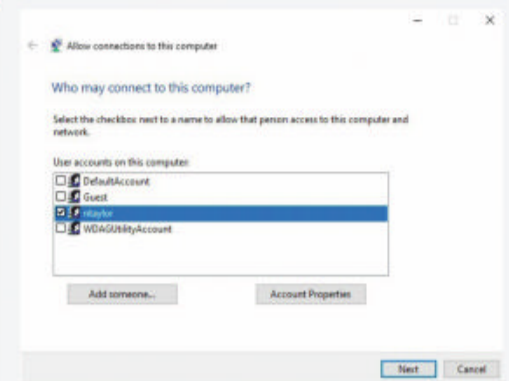 Allow connections to this computer
Who may connect to this computer?
Select the checkbox next to a name to allow that person access to this computer and
network.
User accounts on this computer:
DefaultAccount
Guest
ntaylor
WDAGUtilityAccount
Add someone...
Account Properties
Next
Cancel